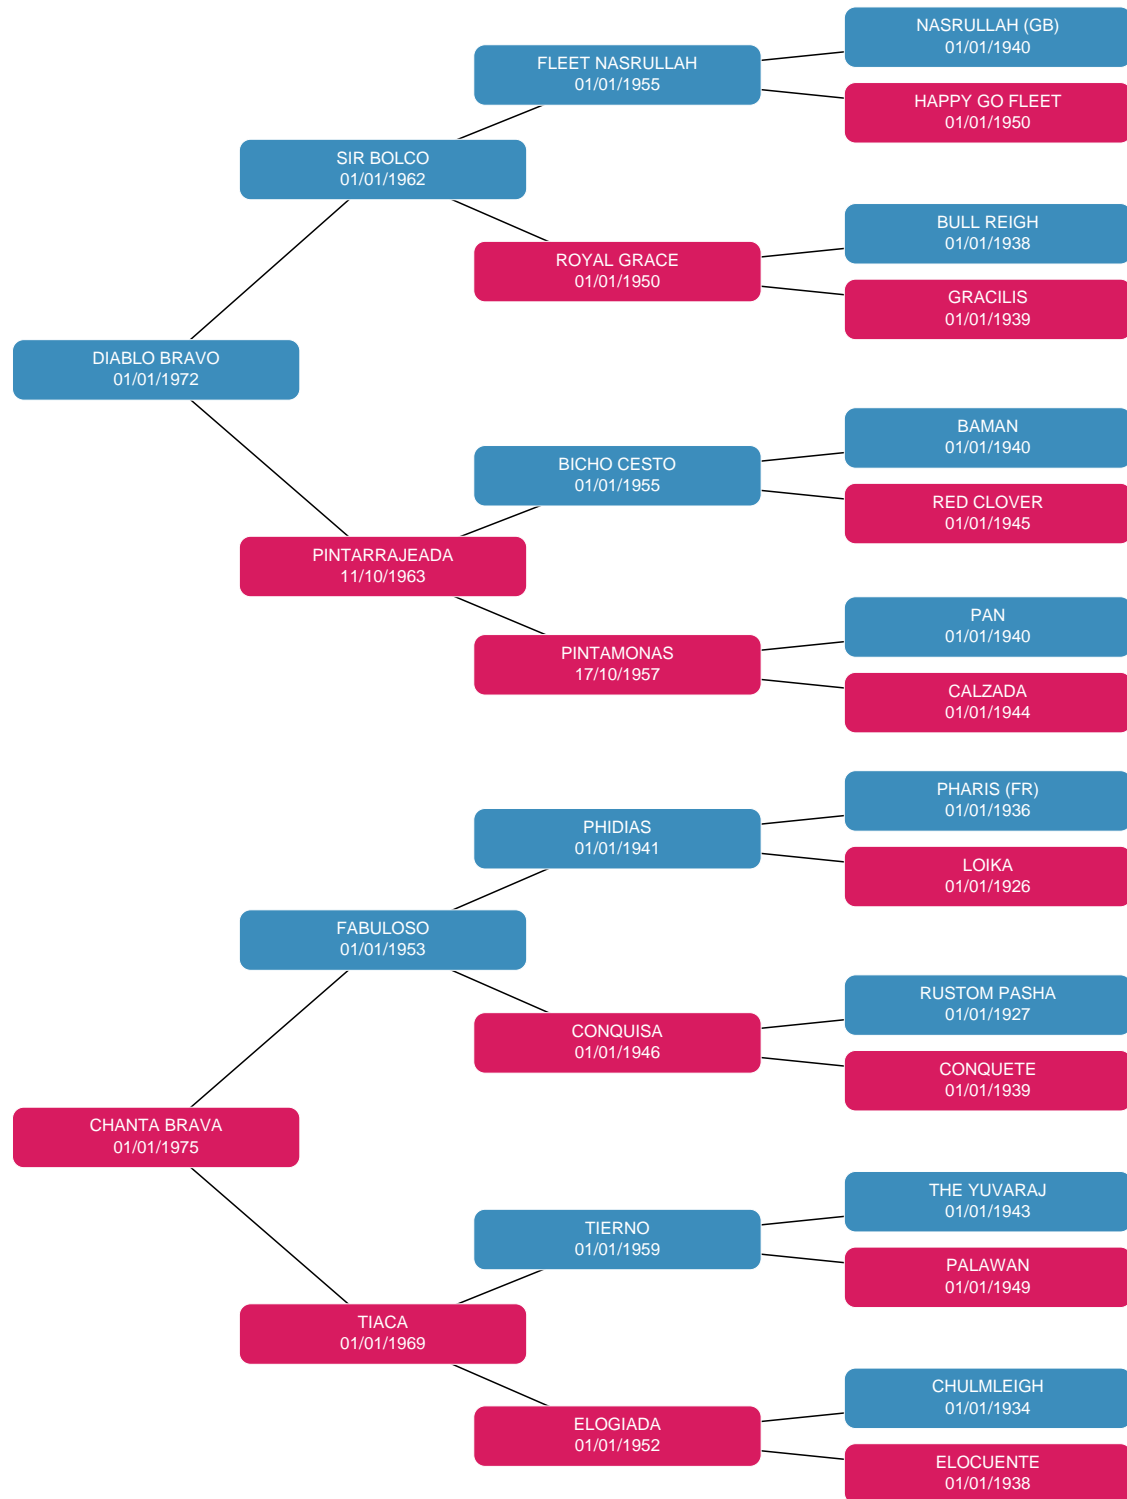 NASRULLAH (GB)
01/01/1940
FLEET NASRULLAH
01/01/1955
HAPPY GO FLEET
01/01/1950
SIR BOLCO
01/01/1962
BULL REIGH
01/01/1938
ROYAL GRACE
01/01/1950
GRACILIS
01/01/1939
DIABLO BRAVO
01/01/1972
BAMAN
01/01/1940
BICHO CESTO
01/01/1955
RED CLOVER
01/01/1945
PINTARRAJEADA
11/10/1963
PAN
01/01/1940
PINTAMONAS
17/10/1957
CALZADA
01/01/1944
PHARIS (FR)
01/01/1936
PHIDIAS
01/01/1941
LOIKA
01/01/1926
FABULOSO
01/01/1953
RUSTOM PASHA
01/01/1927
CONQUISA
01/01/1946
CONQUETE
01/01/1939
CHANTA BRAVA
01/01/1975
THE YUVARAJ
01/01/1943
TIERNO
01/01/1959
PALAWAN
01/01/1949
TIACA
01/01/1969
CHULMLEIGH
01/01/1934
ELOGIADA
01/01/1952
ELOCUENTE
01/01/1938